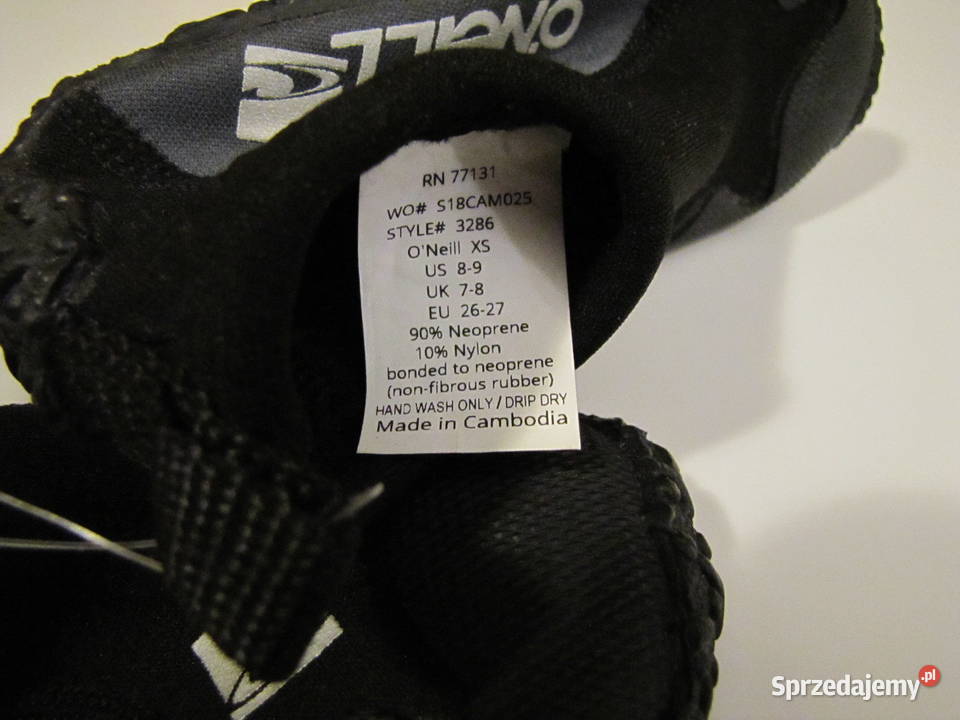 O'NEILL
RN 77131
WO# S18CAM025
STYLE# 3286
O'Neill XS
US 8-9
UK 7-8
EU 26-27
90% Neoprene
10% Nylon
bonded to neoprene
(non-fibrous rubber)
HAND WASH ONLY / DRIP DRY
Made in Cambodia
Sprzedajemy.pl